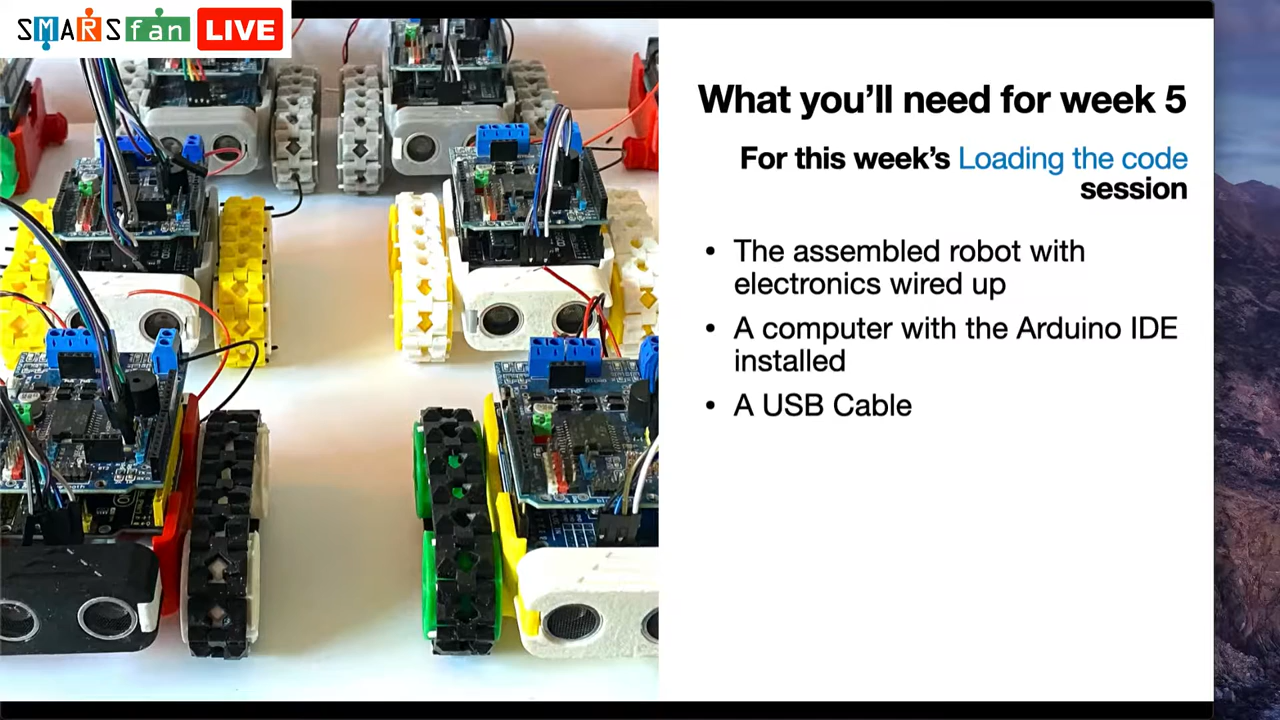 SMARSfan LIVE
What you’ll need for week 5
For this week’s Loading the code
session
• The assembled robot with
electronics wired up
• A computer with the Arduino IDE
installed
• A USB Cable